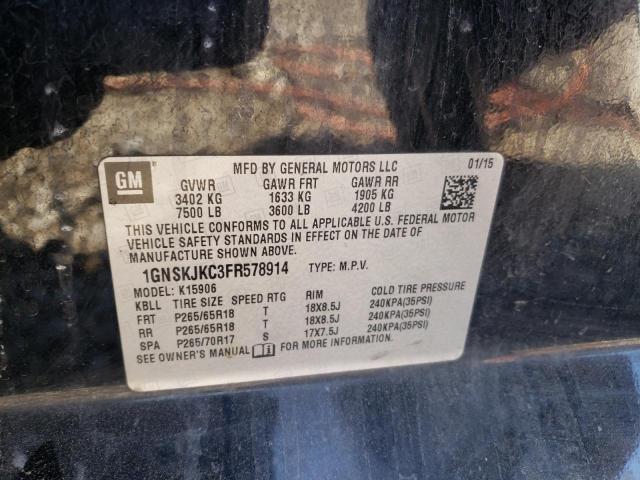 GM
MFD BY GENERAL MOTORS LLC 01/15
GVWR GAWR FRT GAWR RR
3402 KG 1633 KG 1905 KG
7500 LB 3600 LB 4200 LB
THIS VEHICLE CONFORMS TO ALL APPLICABLE U.S. FEDERAL MOTOR
VEHICLE SAFETY STANDARDS IN EFFECT ON THE DATE OF
MANUFACTURE SHOWN ABOVE.
1GNSKJKC3FR578914 TYPE: M.P.V.
MODEL: K15906
KBLL TIRE SIZE SPEED RTG RIM COLD TIRE PRESSURE
FRT P265/65R18 T 18X8.5J 240KPA(35PSI)
RR P265/65R18 T 18X8.5J 240KPA(35PSI)
SPA P265/70R17 S 17X7.5J 240KPA(35PSI)
SEE OWNER'S MANUAL FOR MORE INFORMATION.